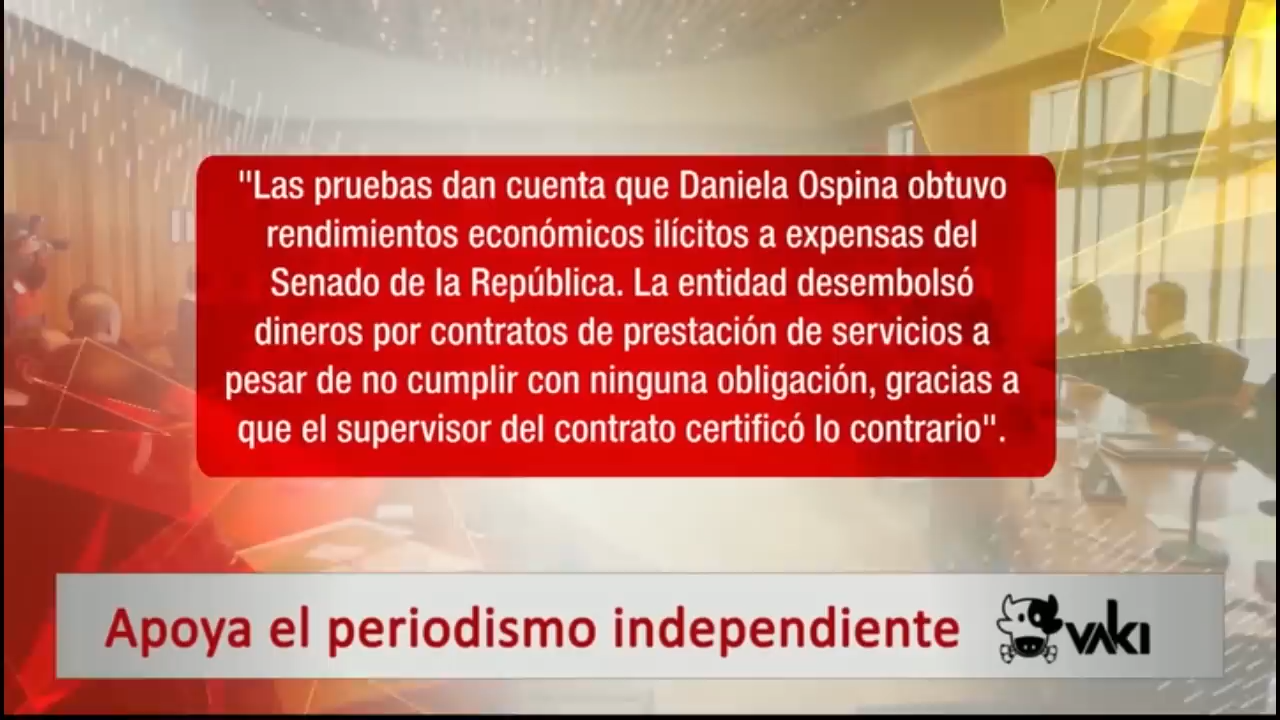 "Las pruebas dan cuenta que Daniela Ospina obtuvo
rendimientos económicos ilícitos a expensas del
Senado de la República. La entidad desembolsó
dineros por contratos de prestación de servicios a
pesar de no cumplir con ninguna obligación, gracias a
que el supervisor del contrato certificó lo contrario".
Apoya el periodismo independiente
VAKI